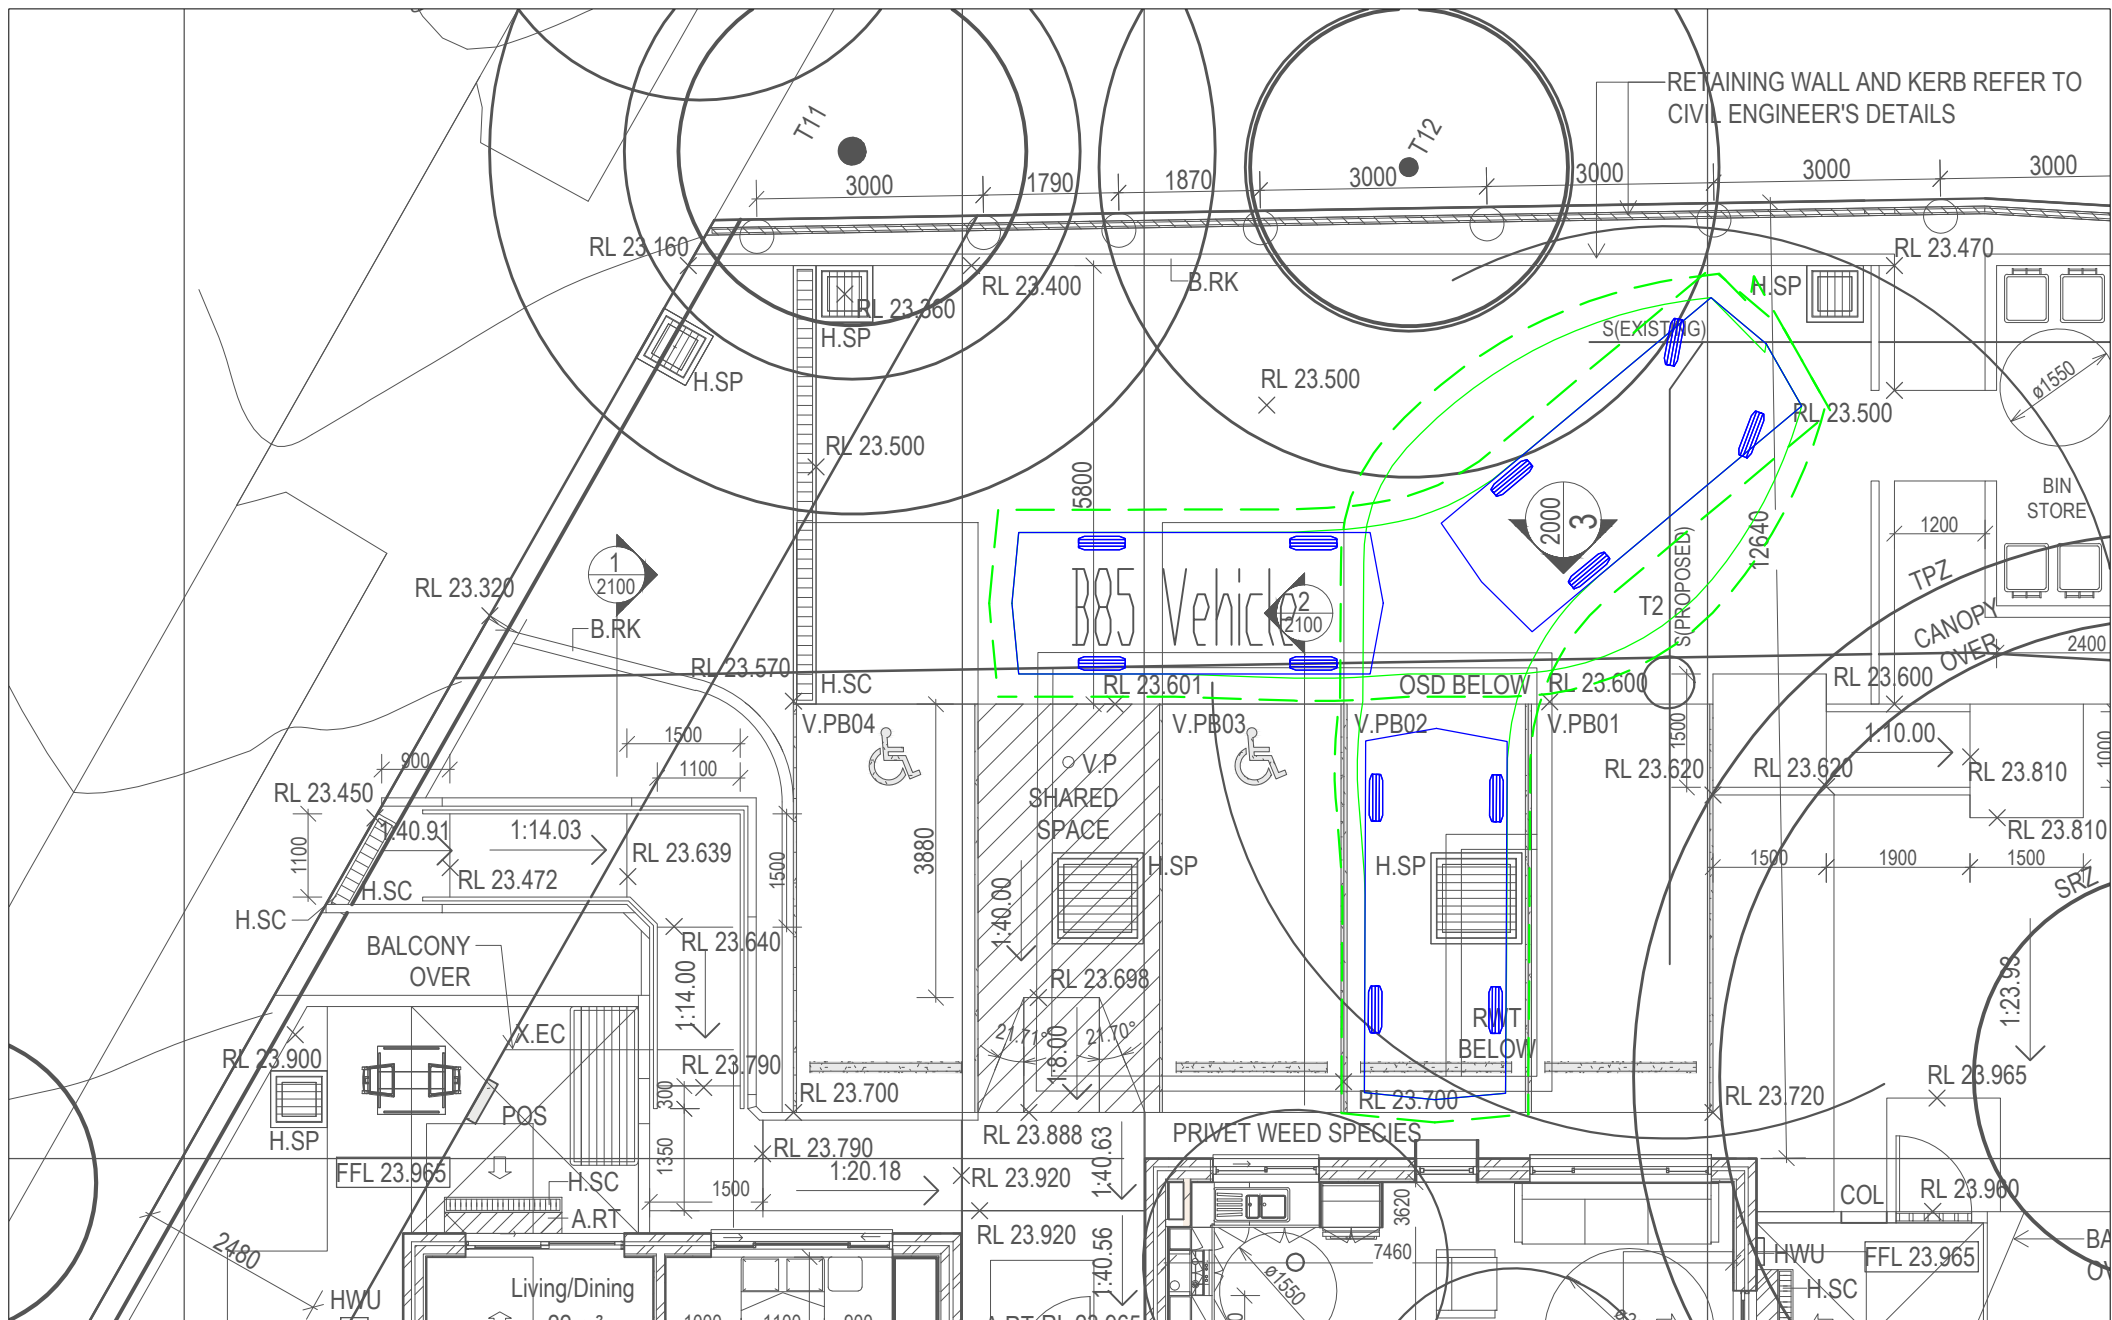 RETAINING WALL AND KERB REFER TO
CIVIL ENGINEER'S DETAILS
T11
T12
3000
1790
1870
3000
3000
3000
3000
RL 23.160
RL 23.400
B.RK
RL 23.470
H.SP
RL 23.360
H.SP
H.SP
S(EXISTING)
RL 23.500
RL 23.500
RL 23.500
ø1550
5800
12640
BIN
STORE
1200
2000
3
S(PROPOSED)
T2
TPZ
CANOPY
OVER
2400
1
2100
RL 23.320
B.RK
B85 Vehicle
2
2100
RL 23.570
H.SC
RL 23.601
OSD BELOW
RL 23.600
RL 23.600
V.PB04
V.PB03
V.PB02
V.PB01
1500
900
1100
V.P
SHARED
SPACE
1500
RL 23.620
RL 23.620
1:10.00
RL 23.810
1000
RL 23.810
RL 23.450
1:40.91
1:14.03
RL 23.639
1100
RL 23.472
H.SC
H.SC
1500
3880
H.SP
H.SP
1500
1900
1500
SRZ
1:40.00
BALCONY
OVER
RL 23.640
1:14.00
RL 23.698
1:23.93
X.EC
21.71°
21.70°
1:8.00
RWT
BELOW
RL 23.900
RL 23.790
300
RL 23.700
RL 23.700
RL 23.720
RL 23.965
H.SP
POS
RL 23.888
PRIVET WEED SPECIES
1350
RL 23.790
1:20.18
RL 23.920
1:40.63
FFL 23.965
H.SC
A.RT
1500
RL 23.920
1:40.56
3620
7460
ø1550
COL
RL 23.960
HWU
FFL 23.965
H.SC
2480
HWU
Living/Dining
1000
1100
900